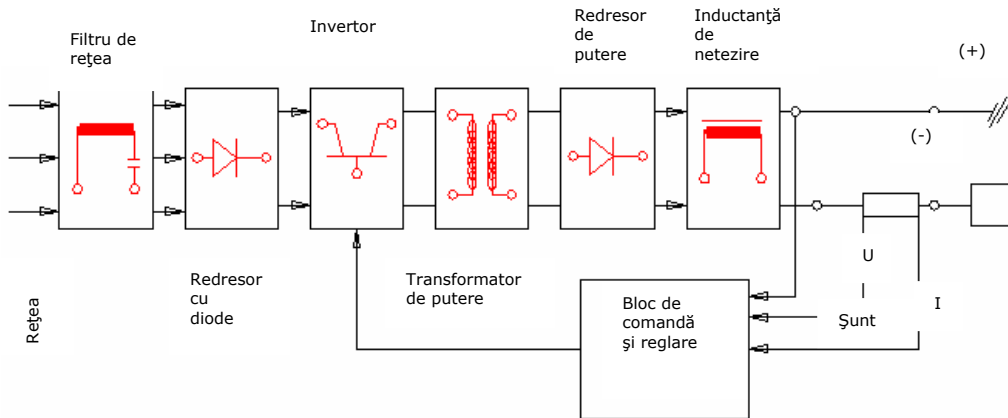 Filtru de
reţea
Invertor
Redresor
de
putere
Inductanţă
de
netezire
(+)
(-)
Redresor
cu
diode
Transformator
de putere
Bloc de
comandă
şi reglare
U
I
Şunt
Reţea